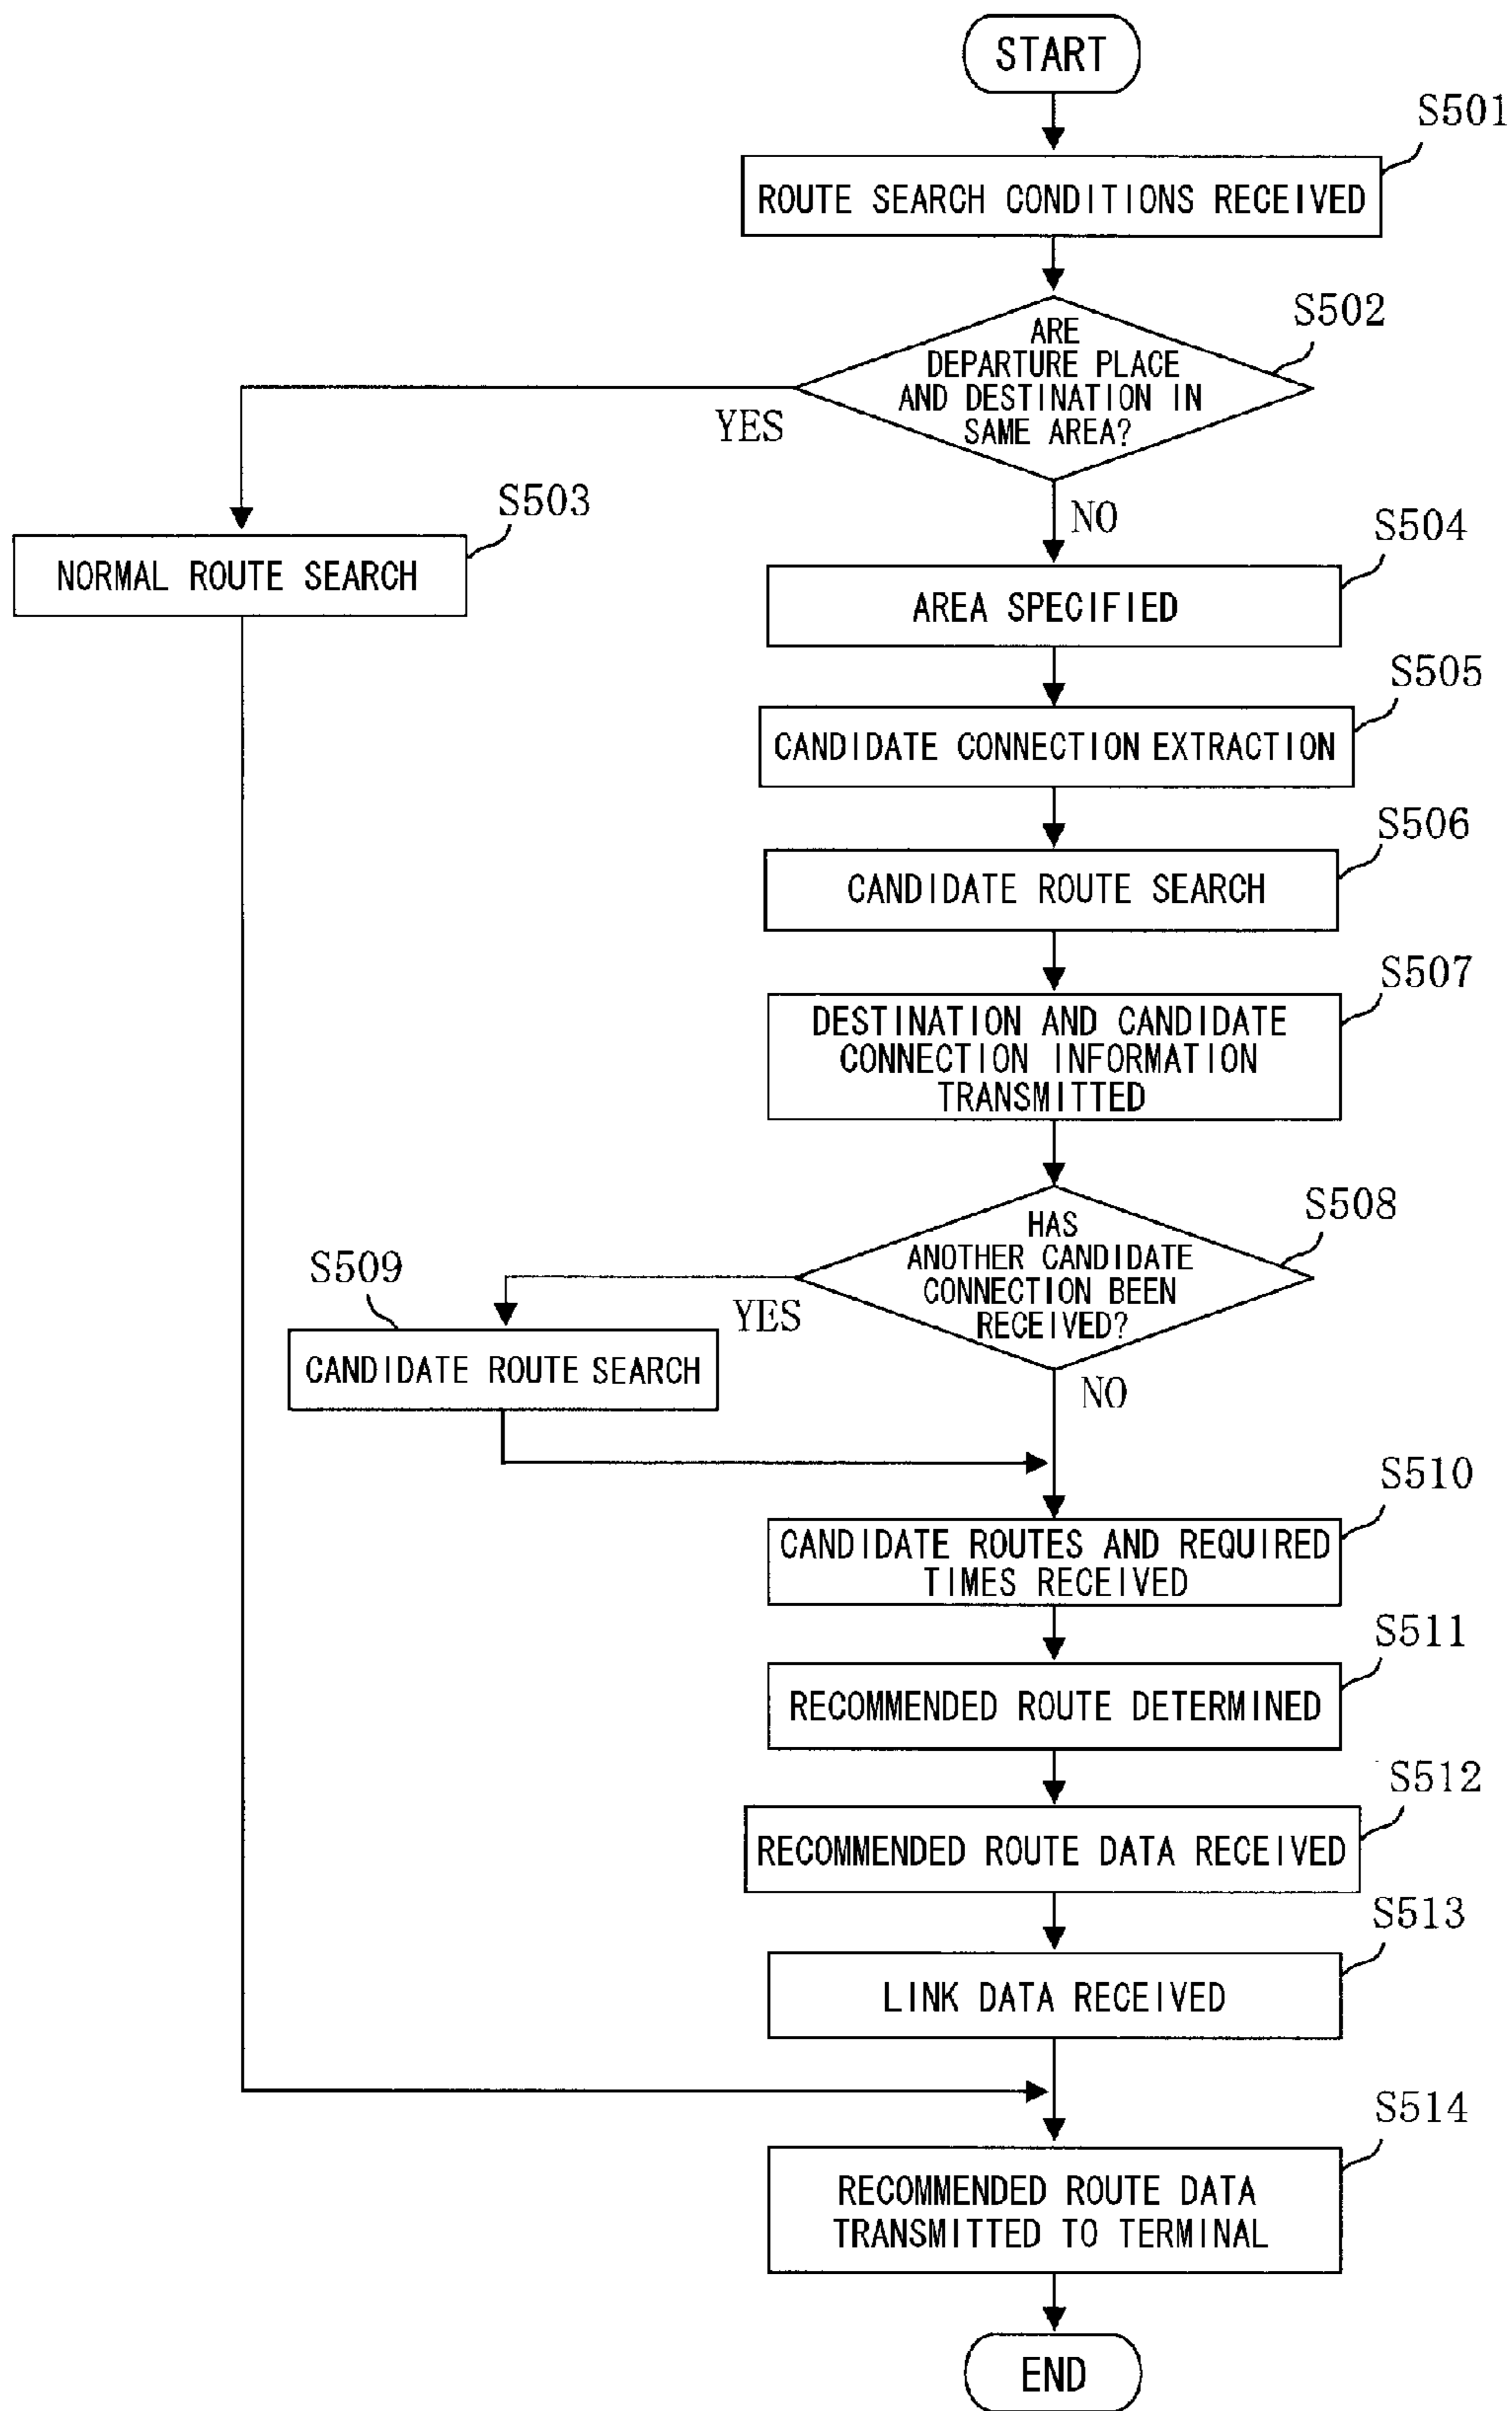 START
S501
ROUTE SEARCH CONDITIONS RECEIVED
S502
ARE
DEPARTURE PLACE
AND DESTINATION IN
SAME AREA?
YES
NO
S503
NORMAL ROUTE SEARCH
S504
AREA SPECIFIED
S505
CANDIDATE CONNECTION EXTRACTION
S506
CANDIDATE ROUTE SEARCH
S507
DESTINATION AND CANDIDATE
CONNECTION INFORMATION
TRANSMITTED
S508
HAS
ANOTHER CANDIDATE
CONNECTION BEEN
RECEIVED?
YES
NO
S509
CANDIDATE ROUTE SEARCH
S510
CANDIDATE ROUTES AND REQUIRED
TIMES RECEIVED
S511
RECOMMENDED ROUTE DETERMINED
S512
RECOMMENDED ROUTE DATA RECEIVED
S513
LINK DATA RECEIVED
S514
RECOMMENDED ROUTE DATA
TRANSMITTED TO TERMINAL
END